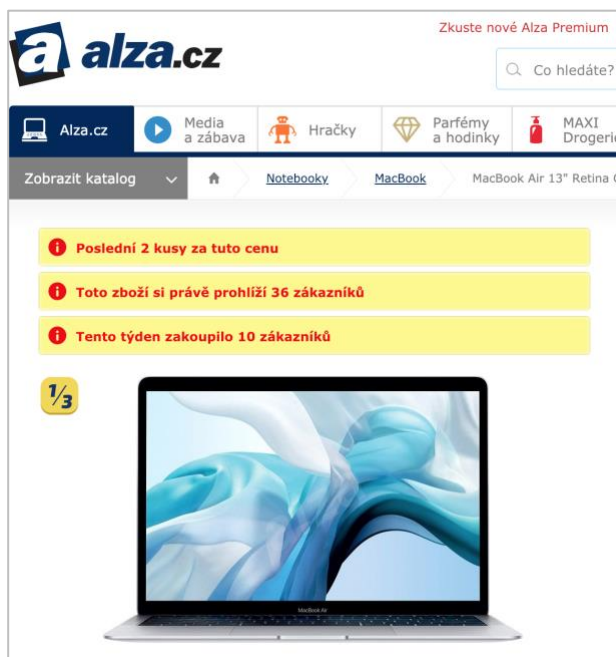 Zkuste nové Alza Premium
a alza.cz
Co hledáte?
Alza.cz
Media
a zábava
Hračky
Parfémy
a hodinky
MAXI
Drogerie
Zobrazit katalog
Notebooky
MacBook
MacBook Air 13" Retina
Poslední 2 kusy za tuto cenu
Toto zboží si právě prohlíží 36 zákazníků
Tento týden zakoupilo 10 zákazníků
1/3
MacBook Air